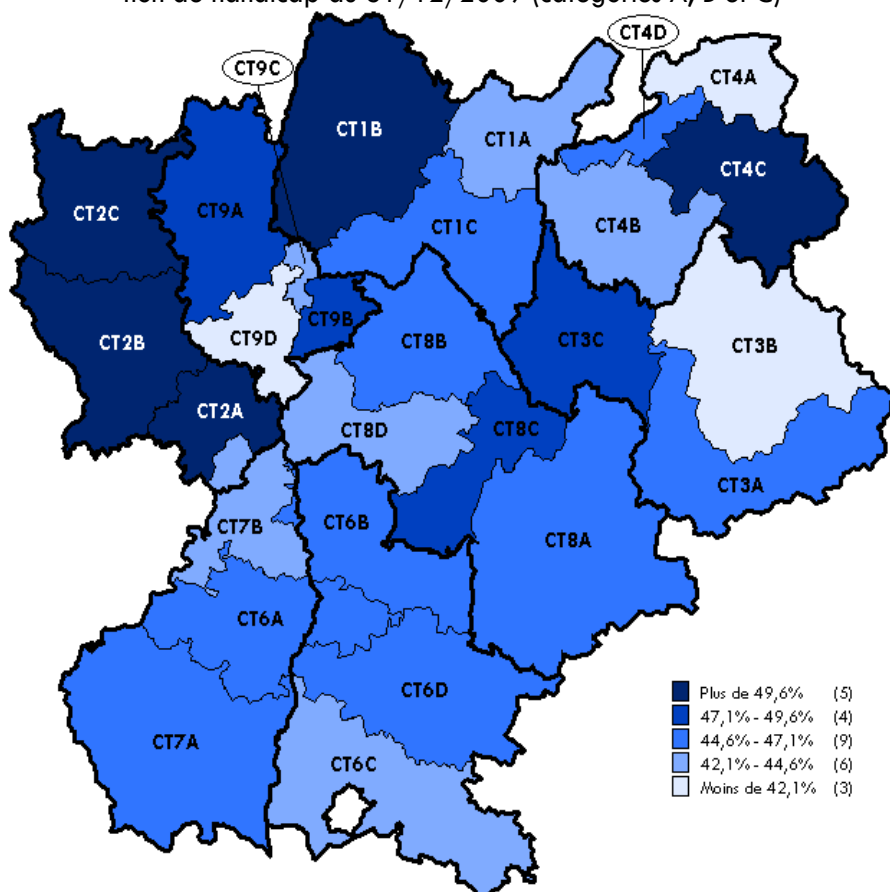 CT4D
CT9C
CT4A
CT1B
CT1A
CT4C
CT2C
CT9A
CT1C
CT4B
CT9B
CT2B
CT9D
CT8B
CT3C
CT3B
CT2A
CT8D
CT8C
CT3A
CT7B
CT6B
CT8A
CT6A
CT6D
CT7A
CT6C
Plus de 49,6% (5)
47,1% - 49,6% (4)
44,6% - 47,1% (9)
42,1% - 44,6% (6)
Moins de 42,1% (3)